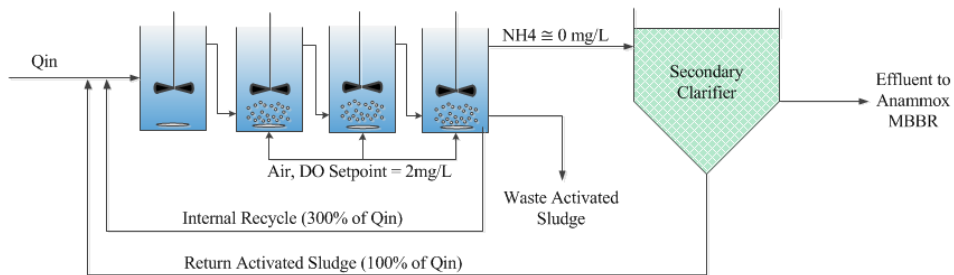 Qin
NH4 ≅ 0 mg/L
Secondary
Clarifier
Effluent to
Anammox
MBBR
Air, DO Setpoint = 2mg/L
Waste Activated
Sludge
Internal Recycle (300% of Qin)
Return Activated Sludge (100% of Qin)